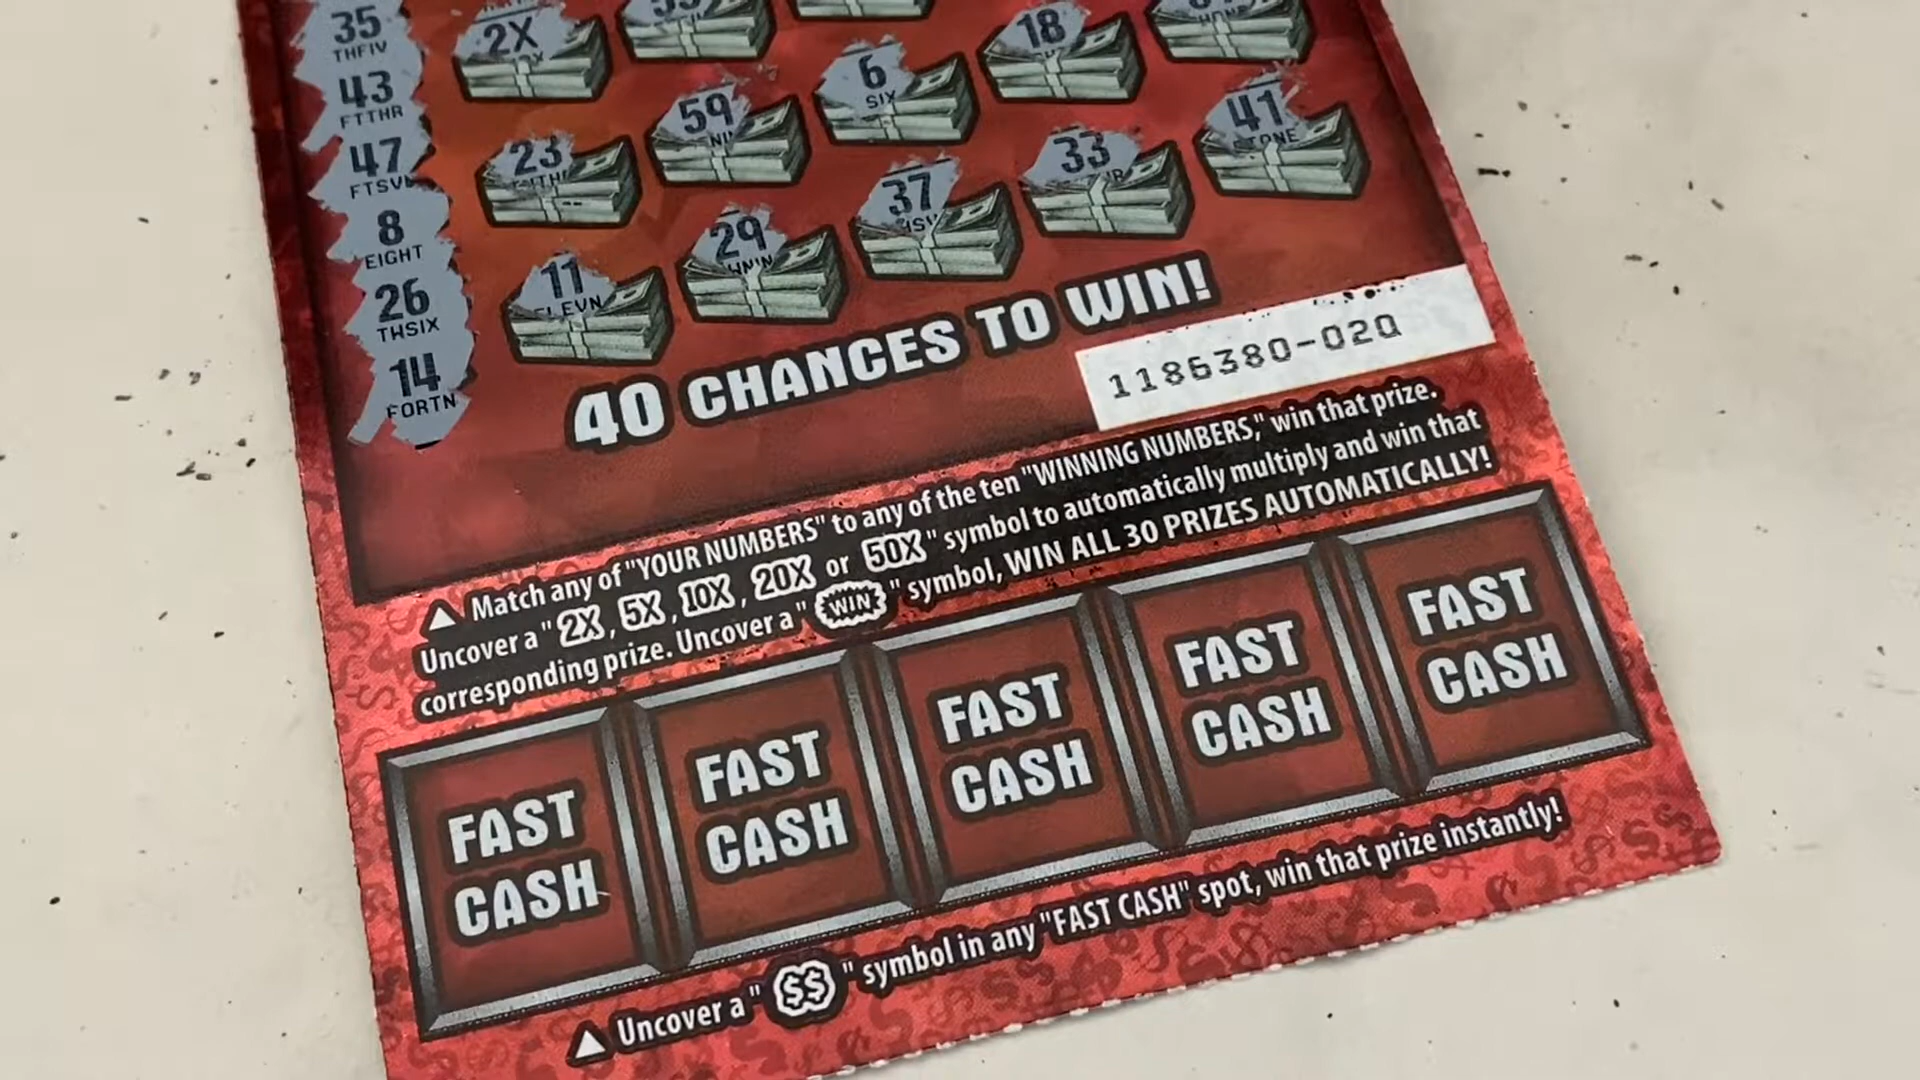 35
THFIV
2X
18
43
FTTHR
59
6
SIX
47
FTSVN
23
37
33
41
8
EIGHT
11
29
26
TWSIX
14
FORTN
40 CHANCES TO WIN!
1186380-020
▲ Match any of "YOUR NUMBERS" to any of the ten "WINNING NUMBERS," win that prize.
Uncover a "2X, 5X, 10X, 20X or 50X" symbol to automatically multiply and win that
corresponding prize. Uncover a "WIN" symbol, WIN ALL 30 PRIZES AUTOMATICALLY!
FAST CASH
FAST CASH
FAST CASH
FAST CASH
FAST CASH
▲ Uncover a "$$" symbol in any "FAST CASH" spot, win that prize instantly!